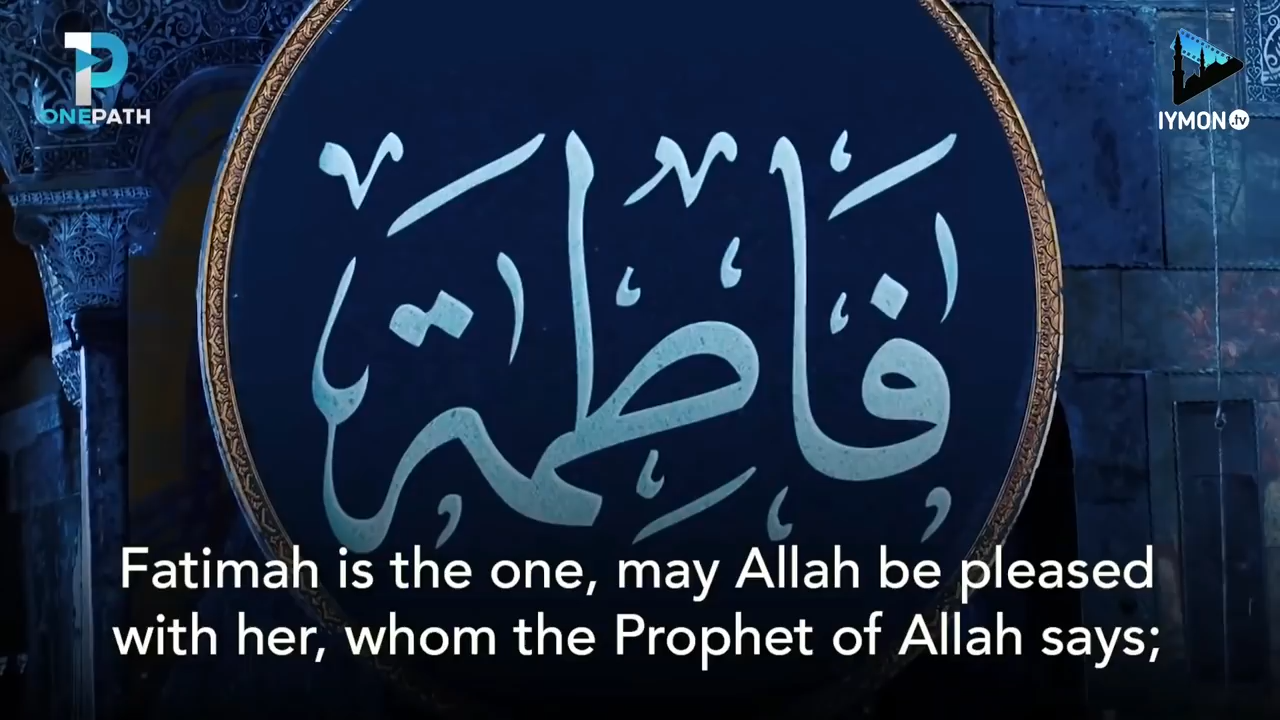 ONEPATH
IYMON.tv
فَاطِمَة
Fatimah is the one, may Allah be pleased
with her, whom the Prophet of Allah says;